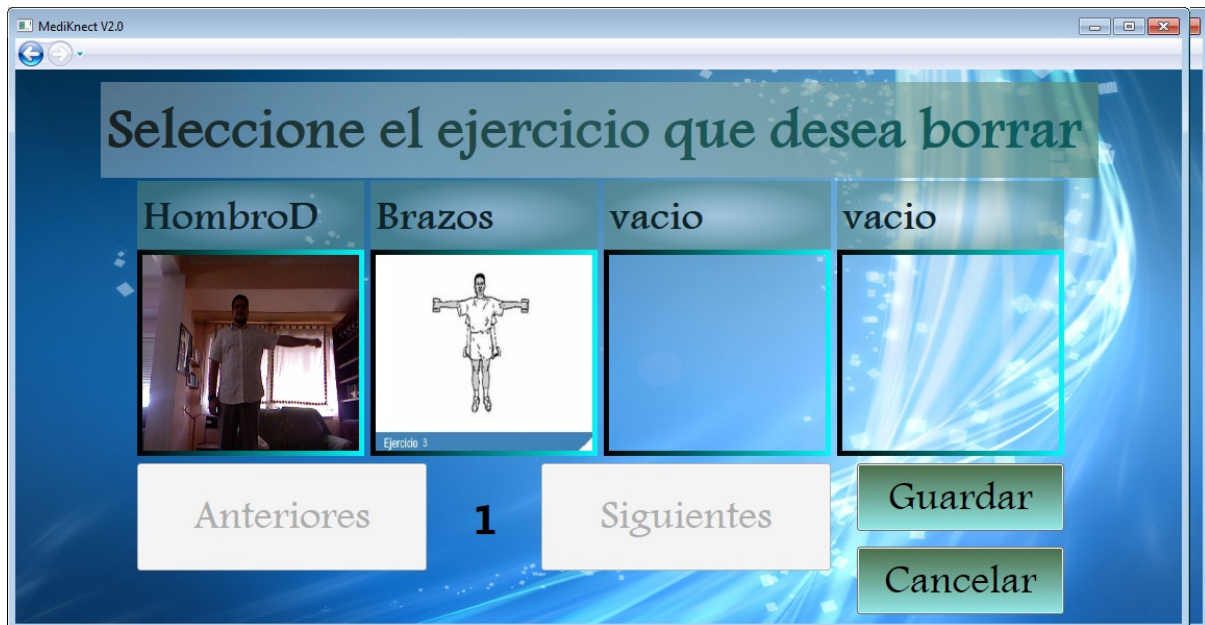 MediKnect V2.0
Seleccione el ejercicio que desea borrar
HombroD Brazos vacio vacio
Ejercicio 3
Anteriores 1 Siguientes Guardar
Cancelar